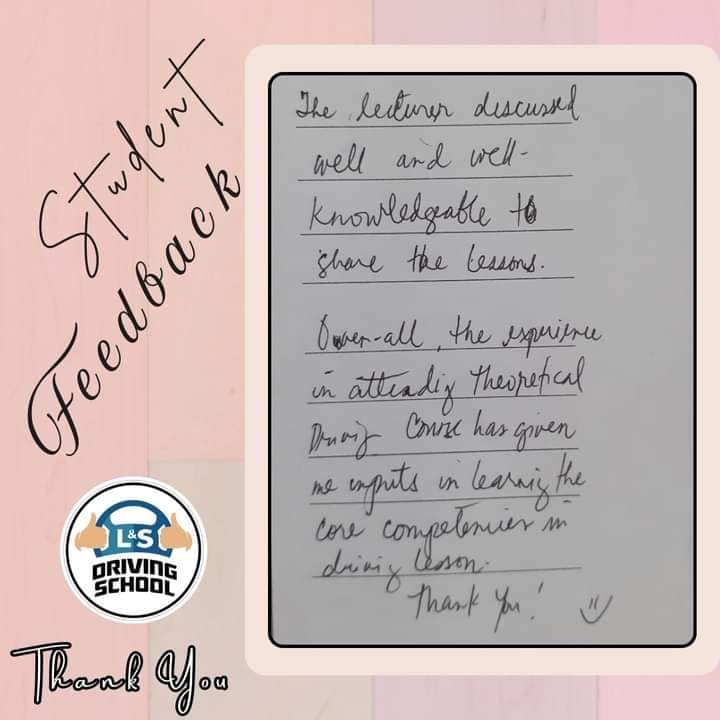 Student
Feedback
The lecturer discussed
well and well-
knowledgeable to
share the lessons.
Over-all, the experience
in attending Theoretical
Driving Course has given
me inputs in learning the
core competencies in
driving lesson.
Thank You!
L&S
DRIVING
SCHOOL
Thank You